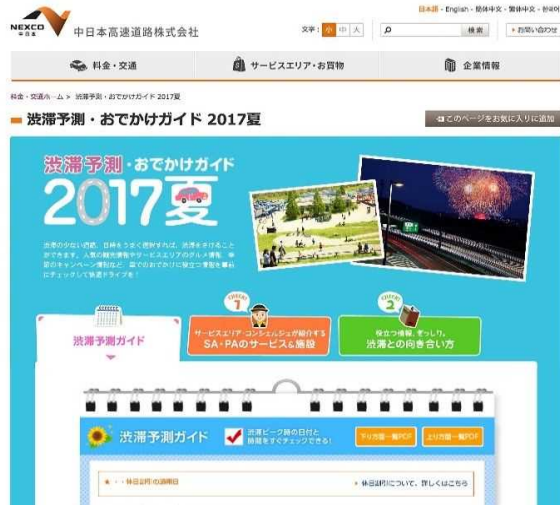 日本語 - English - 简体中文 - 繁体中文 - 한국어
NEXCO
中日本
中日本高速道路株式会社
文字： 小 中 大
検索
お問い合わせ
料金・交通
サービスエリア・お買物
企業情報
料金・交通ホーム > 渋滞予測・おでかけガイド 2017夏
渋滞予測・おでかけガイド 2017夏
このページをお気に入りに追加
渋滞予測・おでかけガイド
2017夏
渋滞の少ない週間、日時をうまく選択すれば、渋滞をさけること
ができます。人気の観光情報やサービスエリアのグルメ情報、季
節のキャンペーン情報など、夏でのおでかけに役立つ情報を事前
にチェックして快適ドライブを！
渋滞予測ガイド
CHECK! 1
サービスエリア・コンシェルジュが紹介する
SA・PAのサービス&施設
CHECK! 2
役立つ情報、ぎっしり。
渋滞との向き合い方
渋滞予測ガイド
渋滞ピーク時の日付と
時間をすぐチェックできる！
下り方面一覧PDF
上り方面一覧PDF
★・・休日割引の適用日
休日割引について、詳しくはこちら